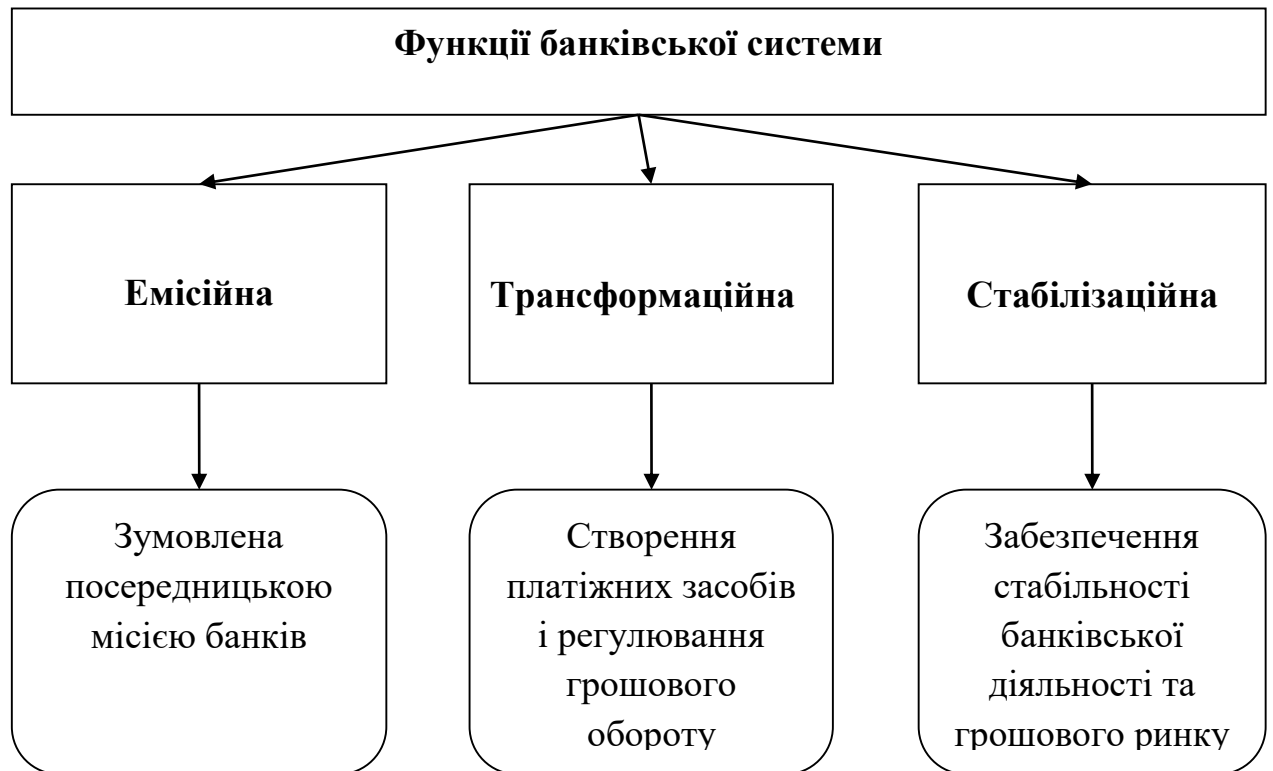 Функції банківської системи
Емісійна
Трансформаційна
Стабілізаційна
Зумовлена
посередницькою
місією банків
Створення
платіжних засобів
і регулювання
грошового
обороту
Забезпечення
стабільності
банківської
діяльності та
грошового ринку